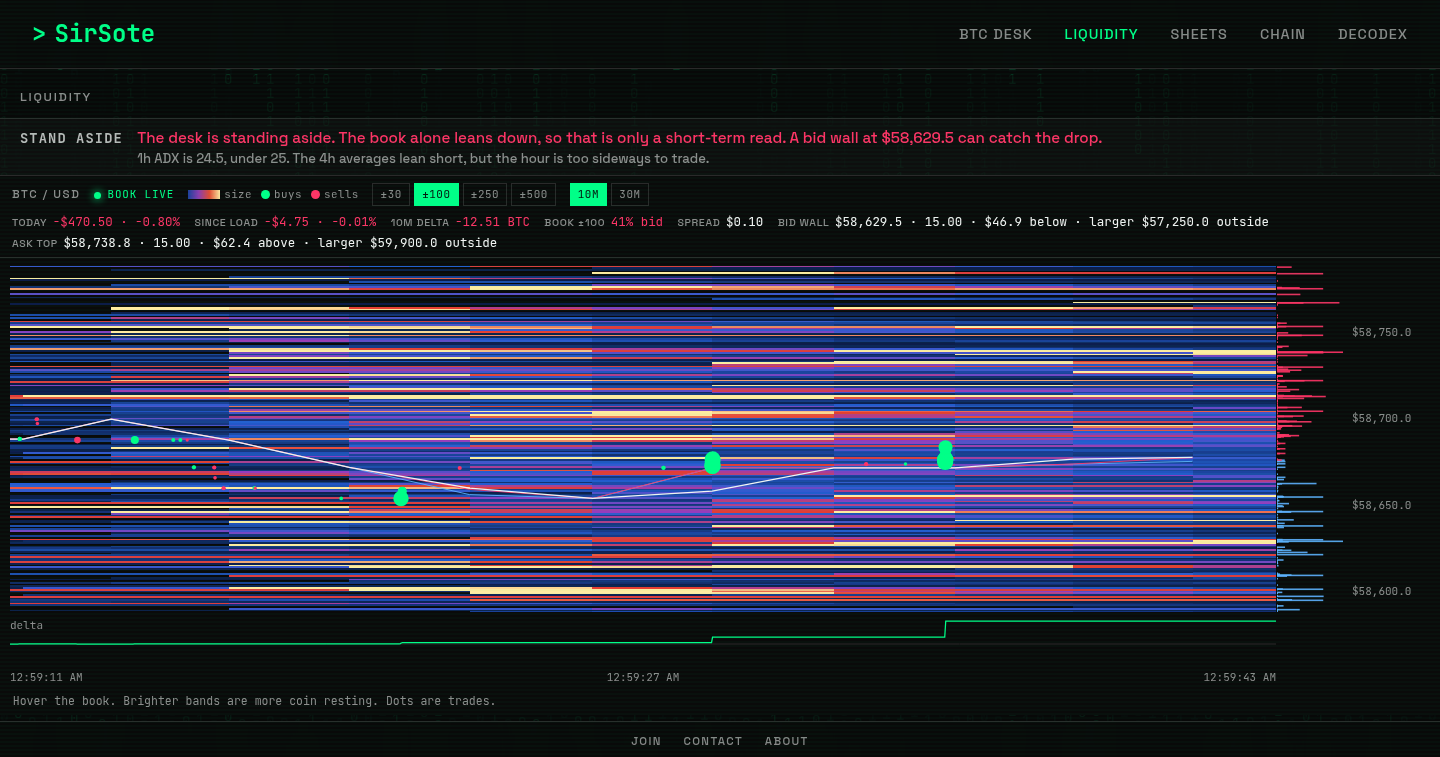 > SirSote
BTC DESK LIQUIDITY SHEETS CHAIN DECODEX
LIQUIDITY
STAND ASIDE The desk is standing aside. The book alone leans down, so that is only a short-term read. A bid wall at $58,629.5 can catch the drop.
1h ADX is 24.5, under 25. The 4h averages lean short, but the hour is too sideways to trade.
BTC / USD BOOK LIVE size buys sells ±30 ±100 ±250 ±500 10M 30M
TODAY -$470.50 · -0.80% SINCE LOAD -$4.75 · -0.01% 10M DELTA -12.51 BTC BOOK ±100 41% bid SPREAD $0.10 BID WALL $58,629.5 · 15.00 · $46.9 below · larger $57,250.0 outside
ASK TOP $58,738.8 · 15.00 · $62.4 above · larger $59,900.0 outside
$58,750.0
$58,700.0
$58,650.0
$58,600.0
delta
12:59:11 AM 12:59:27 AM 12:59:43 AM
Hover the book. Brighter bands are more coin resting. Dots are trades.
JOIN CONTACT ABOUT